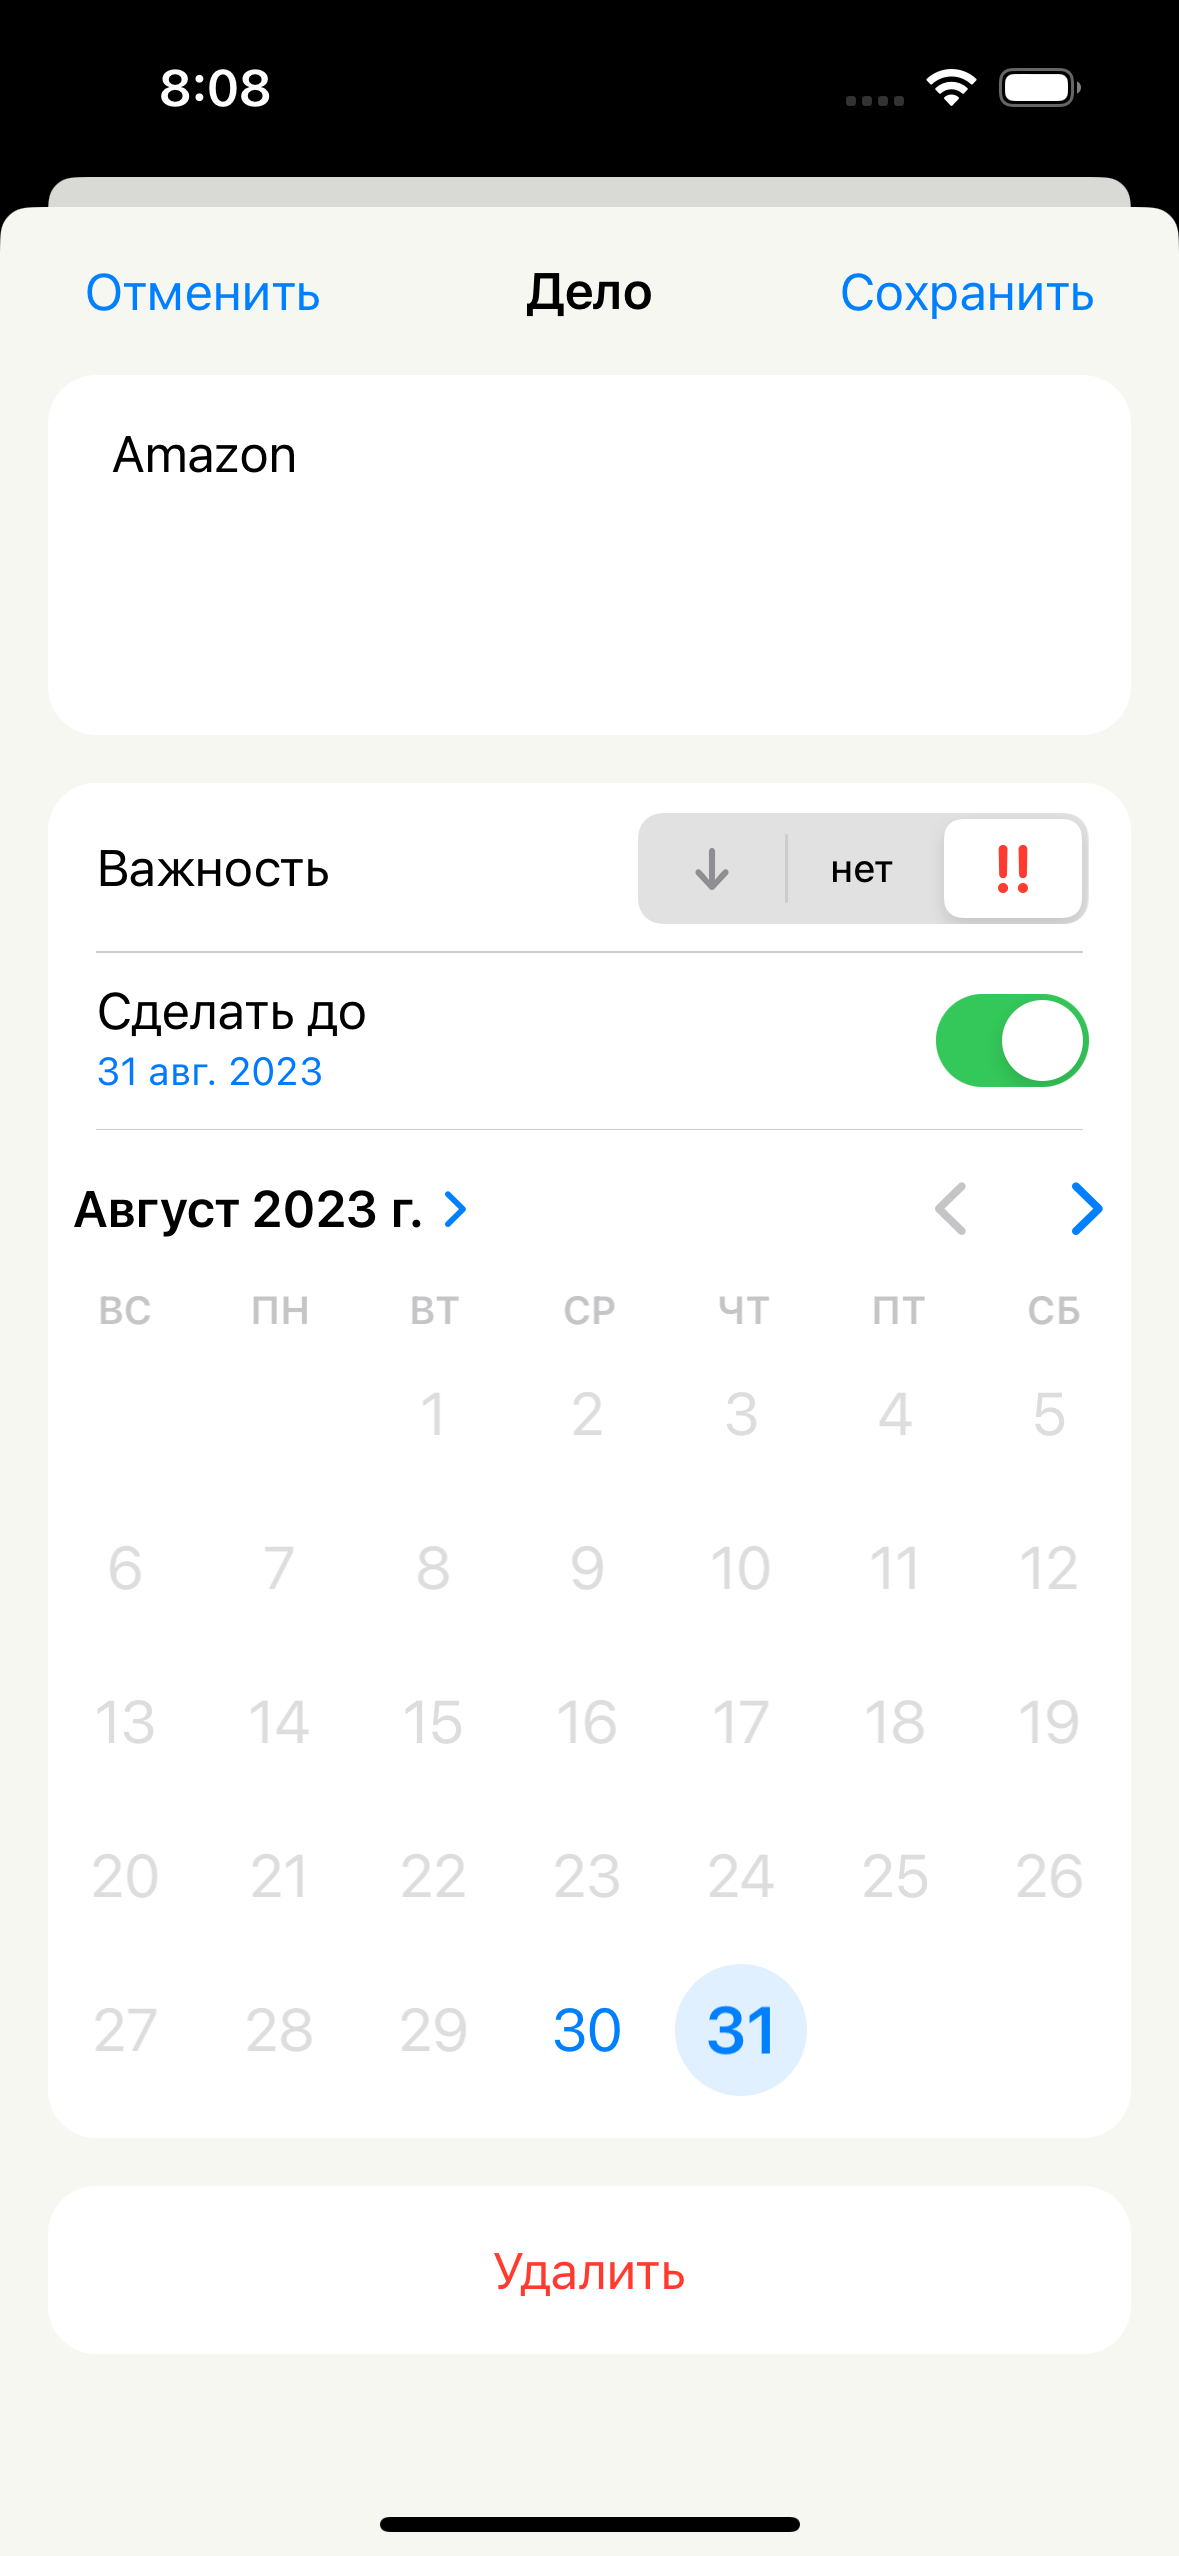 8:08
Отменить Дело Сохранить
Amazon
Важность нет !!
Сделать до
31 авг. 2023
Август 2023 г.
ВС ПН ВТ СР ЧТ ПТ СБ
1 2 3 4 5
6 7 8 9 10 11 12
13 14 15 16 17 18 19
20 21 22 23 24 25 26
27 28 29 30 31
Удалить